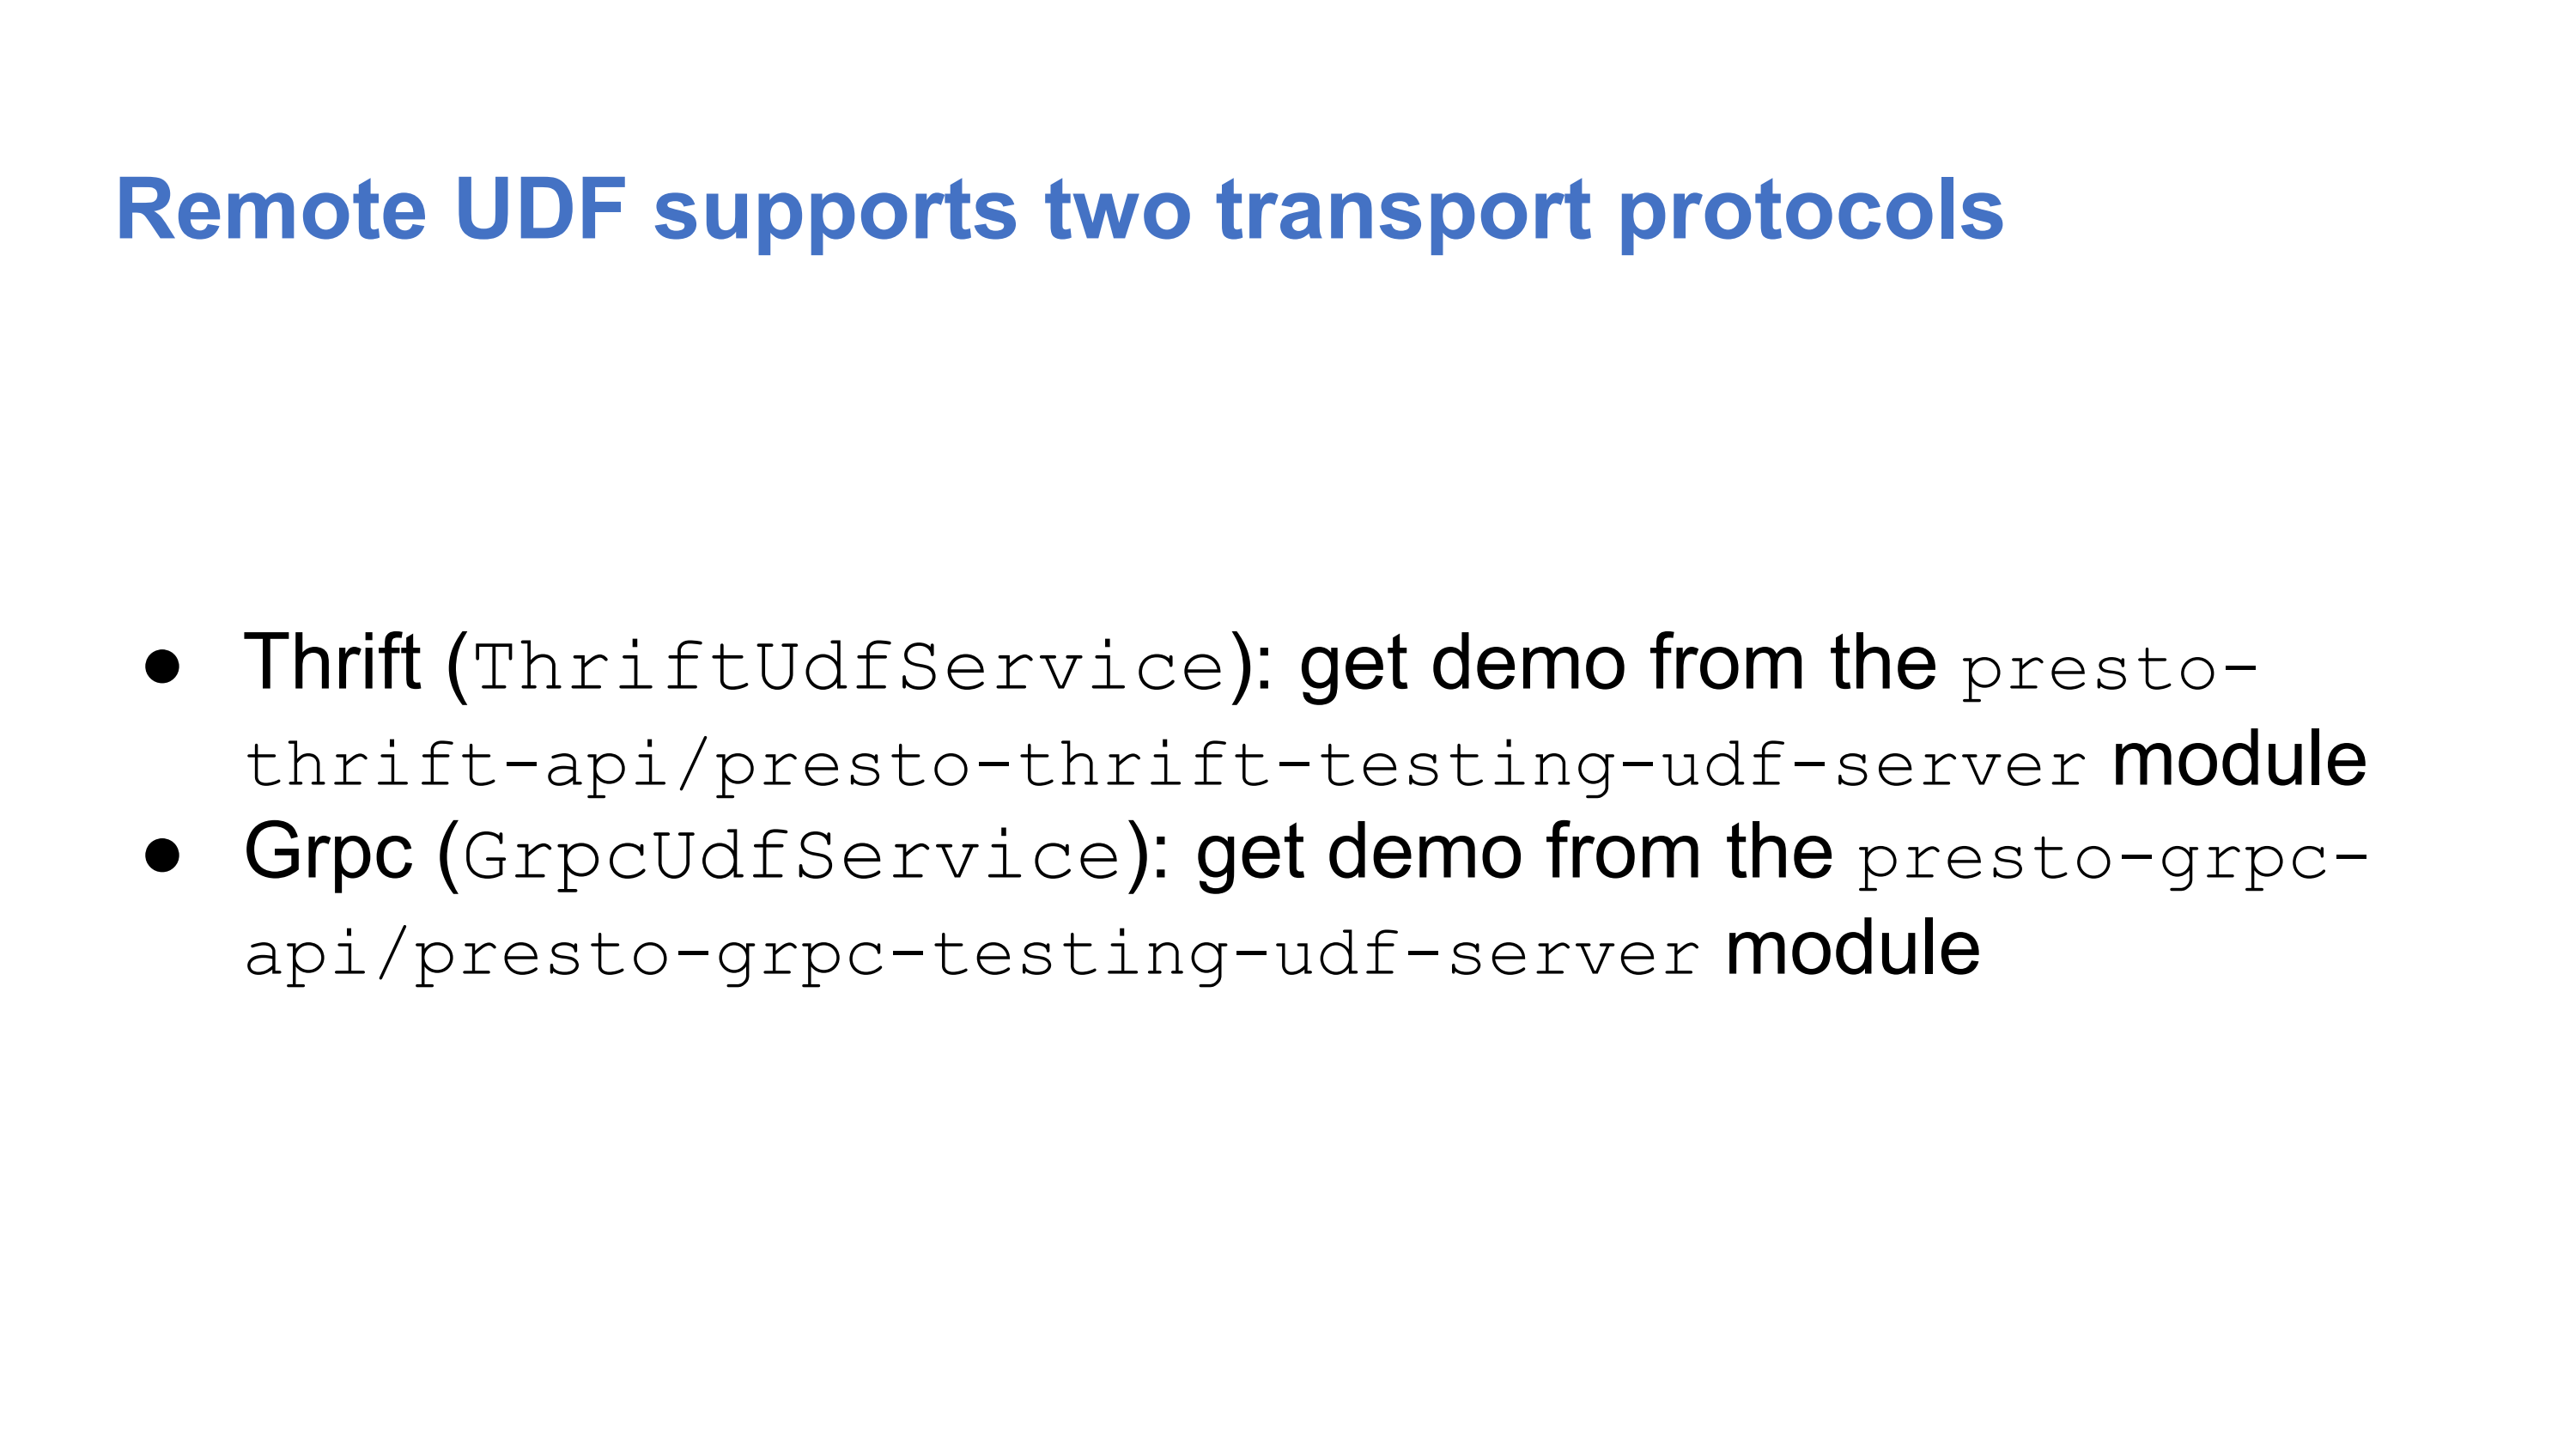 Remote UDF supports two transport protocols
● Thrift (ThriftUdfService): get demo from the presto-
thrift-api/presto-thrift-testing-udf-server module
● Grpc (GrpcUdfService): get demo from the presto-grpc-
api/presto-grpc-testing-udf-server module